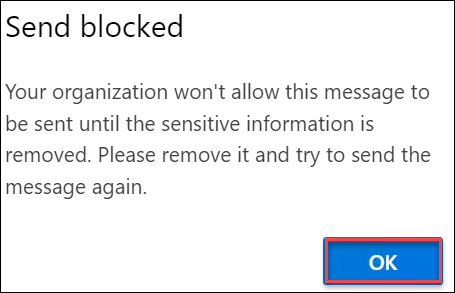 Send blocked
Your organization won't allow this message to
be sent until the sensitive information is
removed. Please remove it and try to send the
message again.
OK